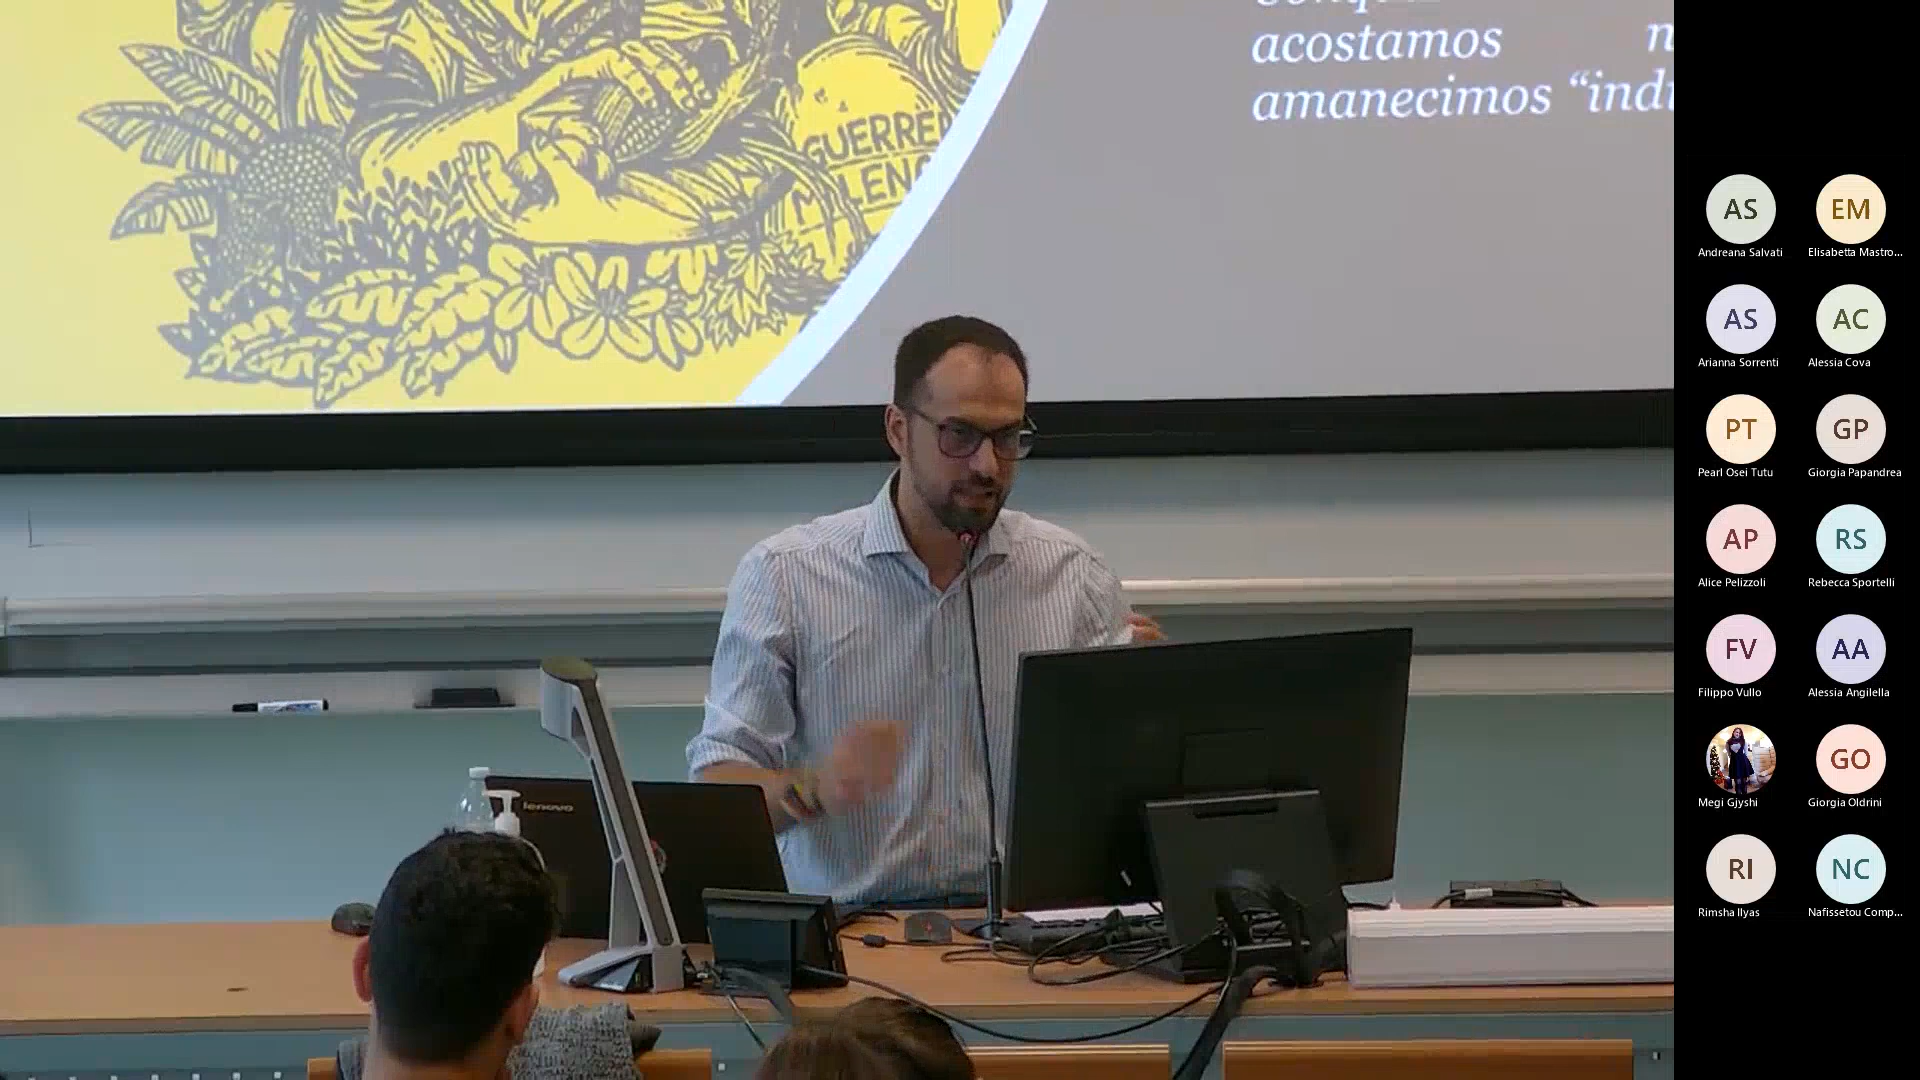 acostamos
amanecimos “indi
GUERRE
lenovo
AS
EM
Andreana Salvati
Elisabetta Mastro...
AS
AC
Arianna Sorrenti
Alessia Cova
PT
GP
Pearl Osei Tutu
Giorgia Papandrea
AP
RS
Alice Pelizzoli
Rebecca Sportelli
FV
AA
Filippo Vullo
Alessia Angilella
GO
Megi Gjyshi
Giorgia Oldrini
RI
NC
Rimsha Ilyas
Nafissetou Comp...